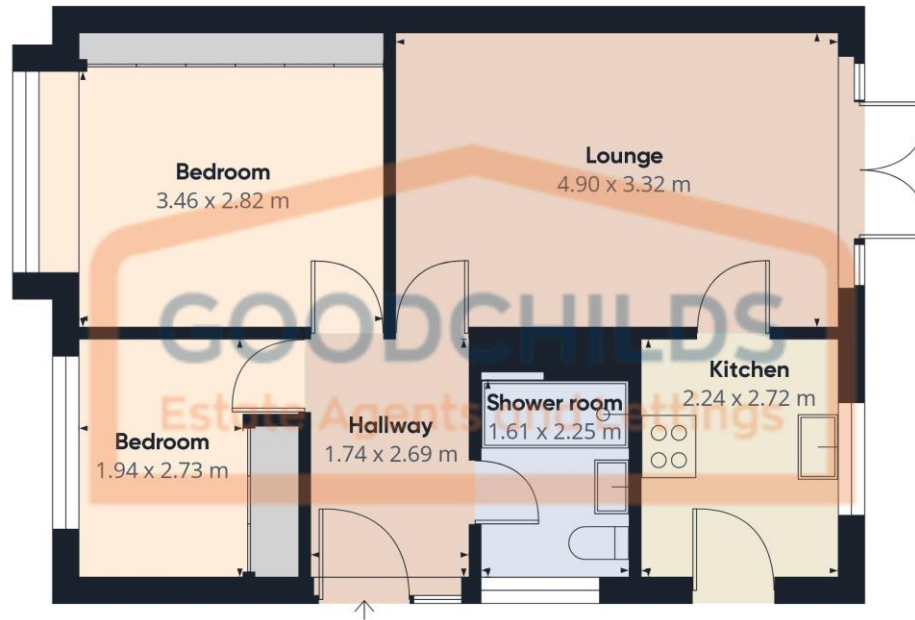 Bedroom
3.46 x 2.82 m
Lounge
4.90 x 3.32 m
GOODCHILDS
Estate Agents and Lettings
Bedroom
1.94 x 2.73 m
Hallway
1.74 x 2.69 m
Shower room
1.61 x 2.25 m
Kitchen
2.24 x 2.72 m